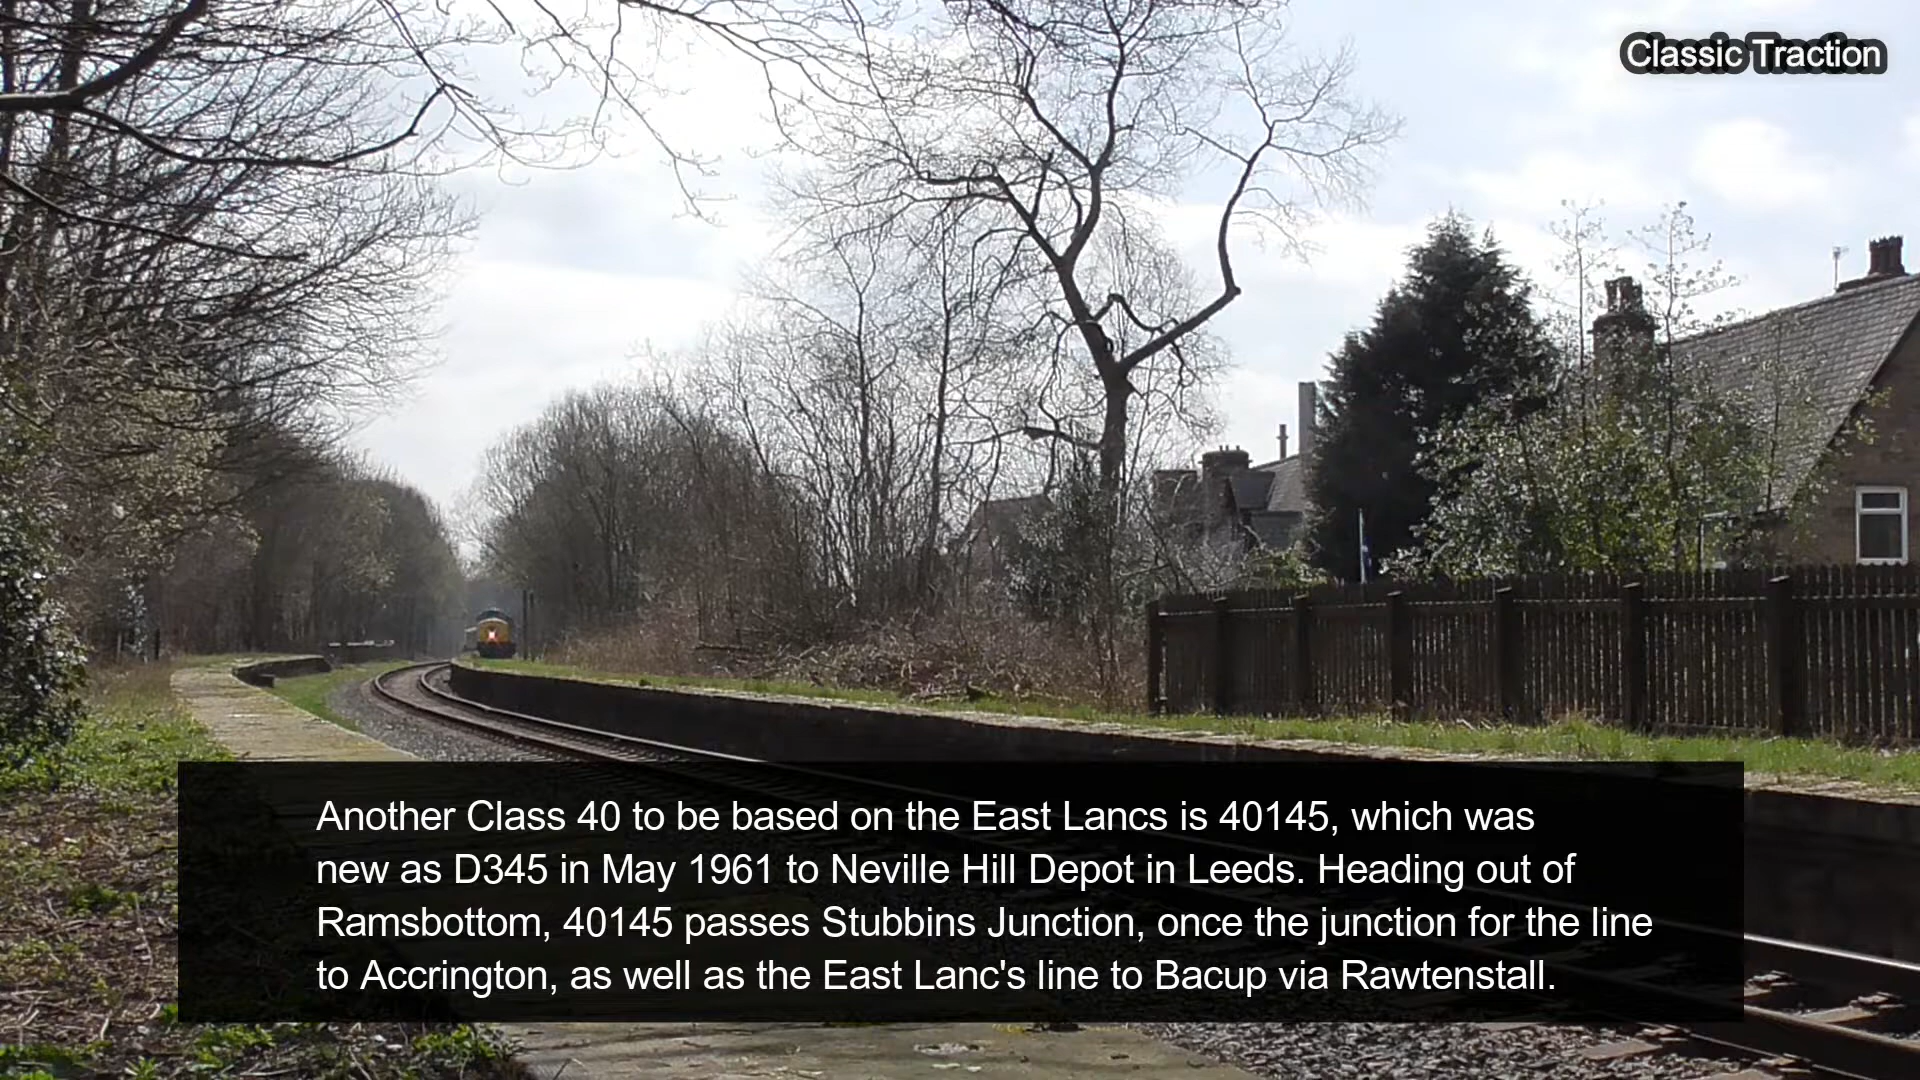 Classic Traction
Another Class 40 to be based on the East Lancs is 40145, which was
new as D345 in May 1961 to Neville Hill Depot in Leeds. Heading out of
Ramsbottom, 40145 passes Stubbins Junction, once the junction for the line
to Accrington, as well as the East Lanc's line to Bacup via Rawtenstall.